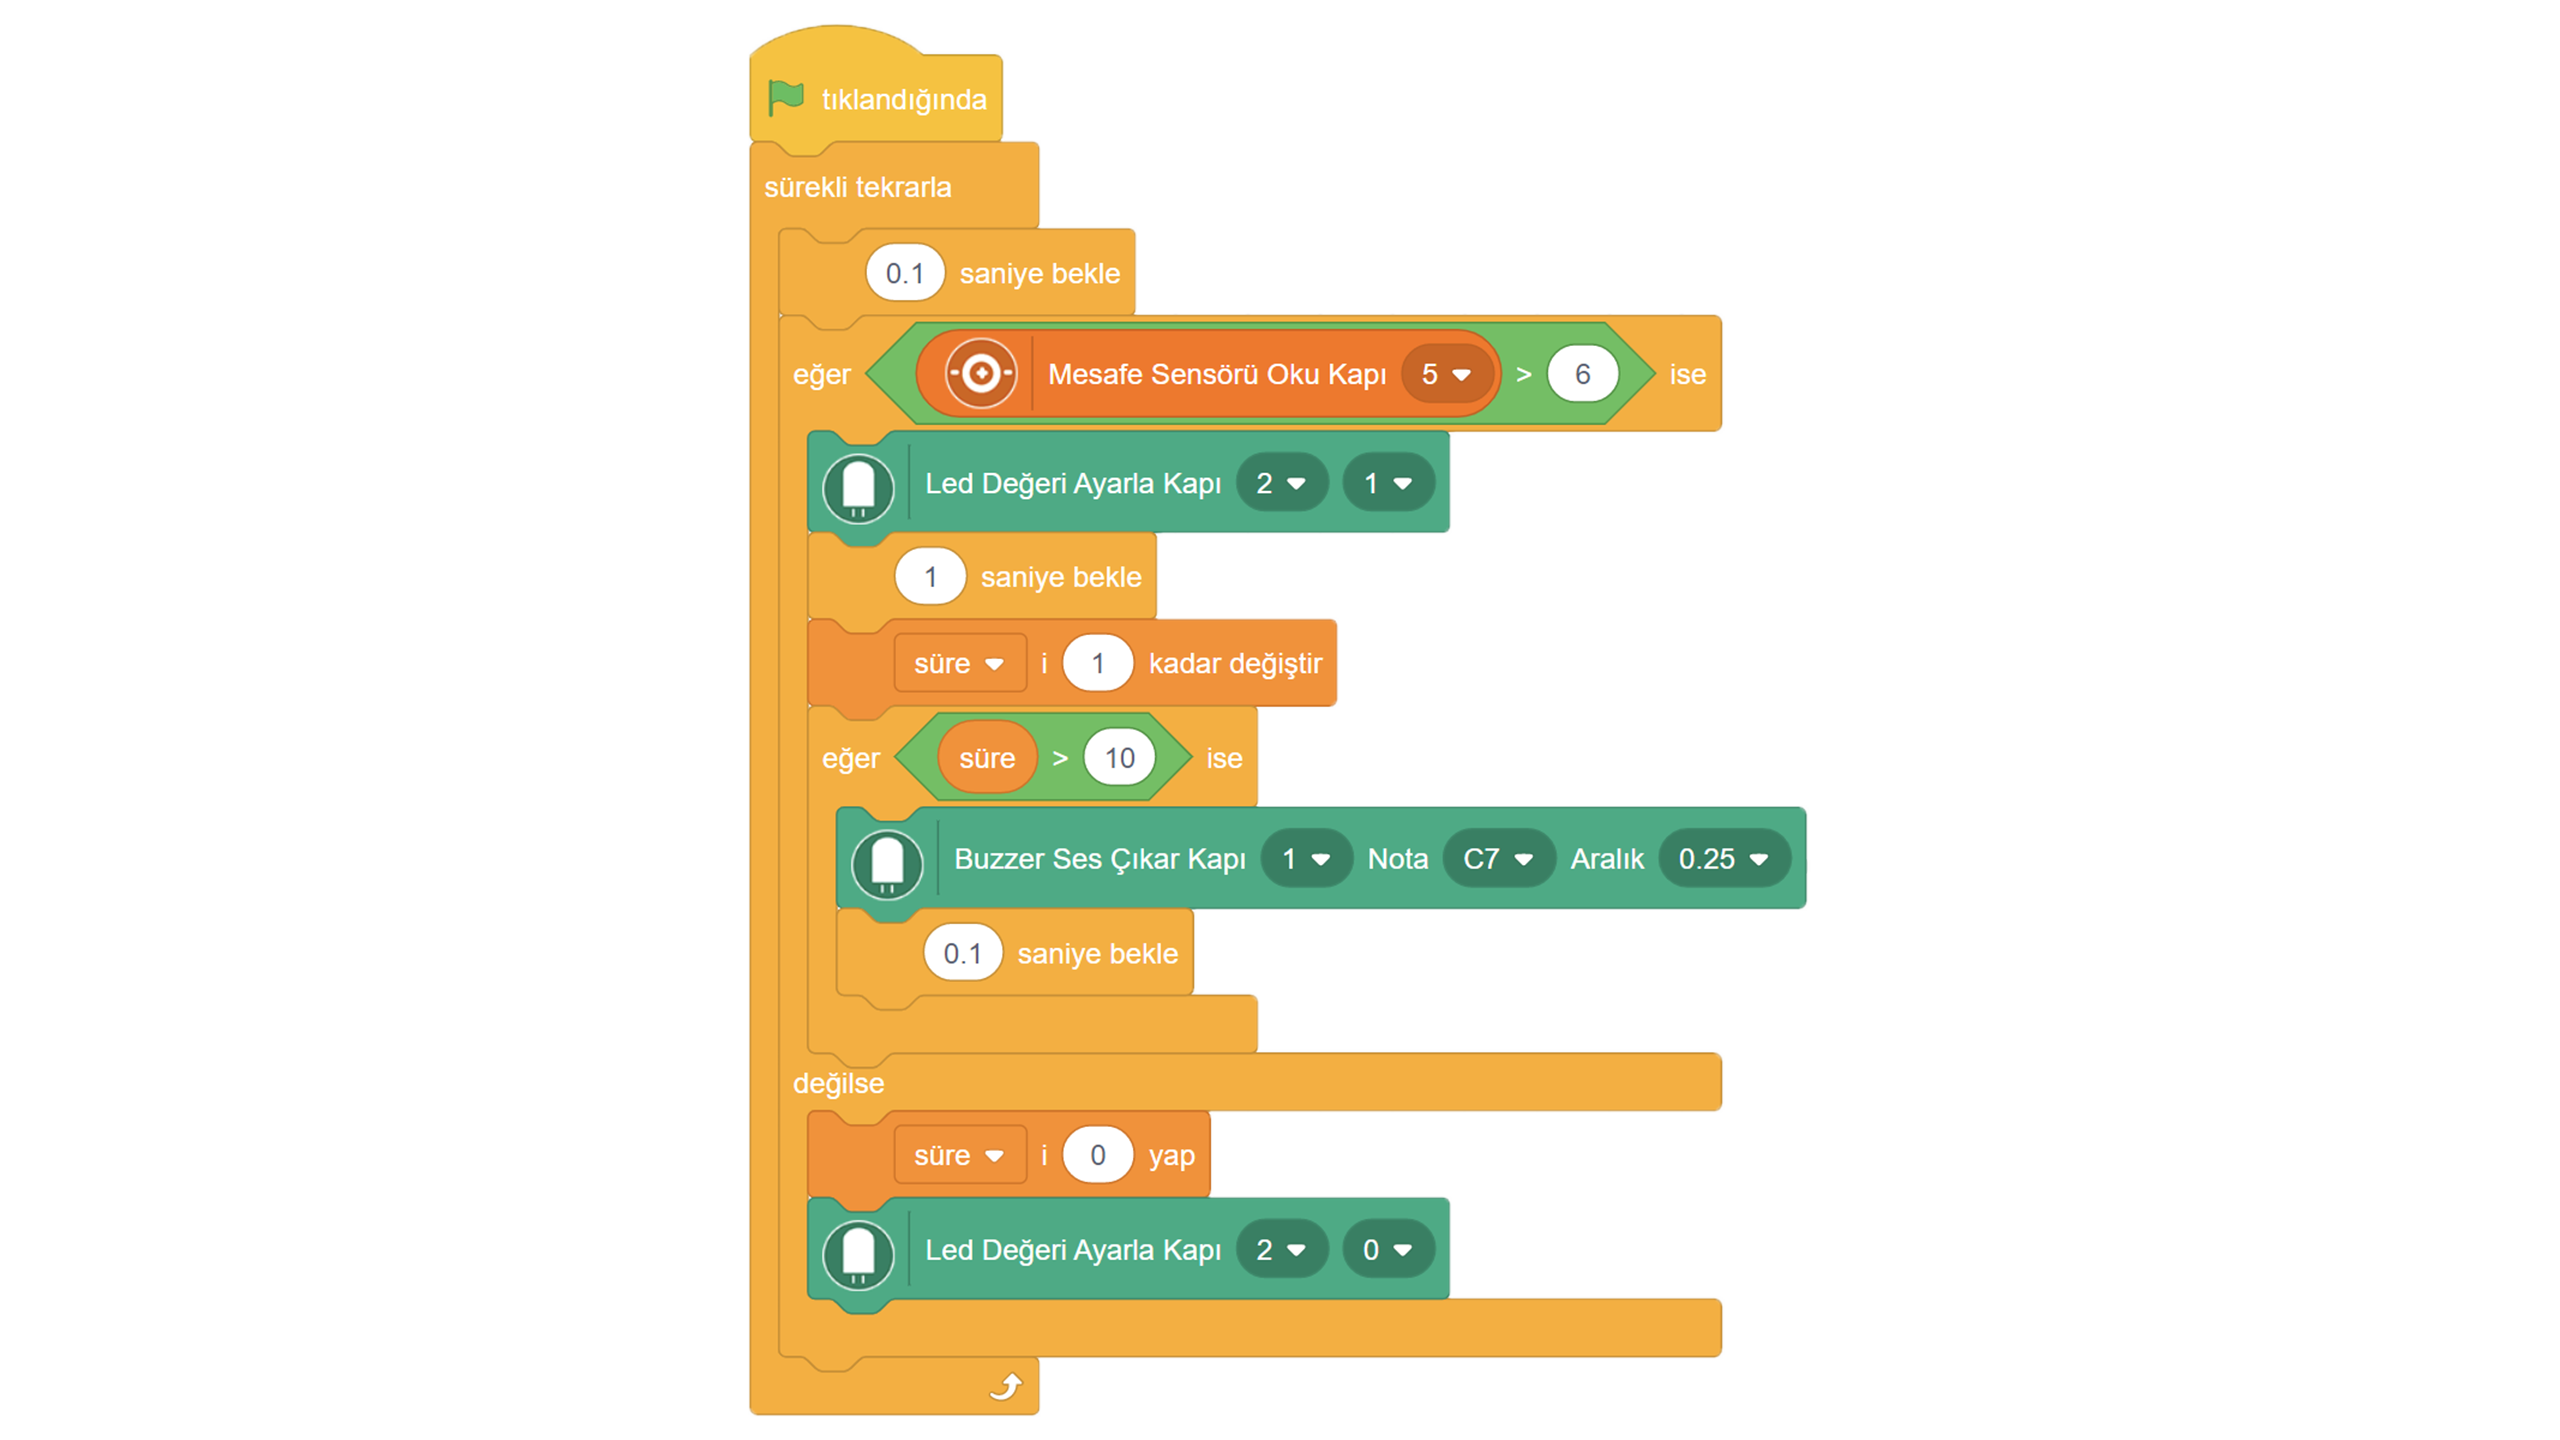 tıklandığında
sürekli tekrarla
0.1 saniye bekle
eğer Mesafe Sensörü Oku Kapı 5 > 6 ise
Led Değeri Ayarla Kapı 2 1
1 saniye bekle
süre i 1 kadar değiştir
eğer süre > 10 ise
Buzzer Ses Çıkar Kapı 1 Nota C7 Aralık 0.25
0.1 saniye bekle
değilse
süre i 0 yap
Led Değeri Ayarla Kapı 2 0